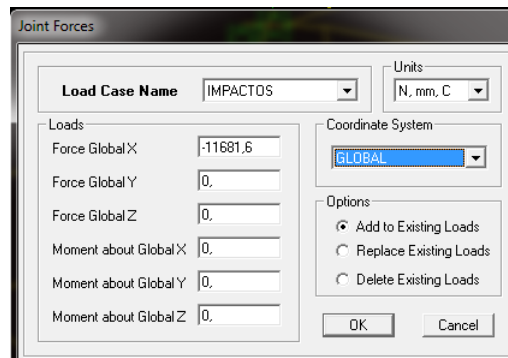 Joint Forces
Load Case Name
IMPACTOS
Units
N, mm, C
Loads
Force Global X
-11681,6
Force Global Y
0,
Force Global Z
0,
Moment about Global X
0,
Moment about Global Y
0,
Moment about Global Z
0,
Coordinate System
GLOBAL
Options
Add to Existing Loads
Replace Existing Loads
Delete Existing Loads
OK
Cancel